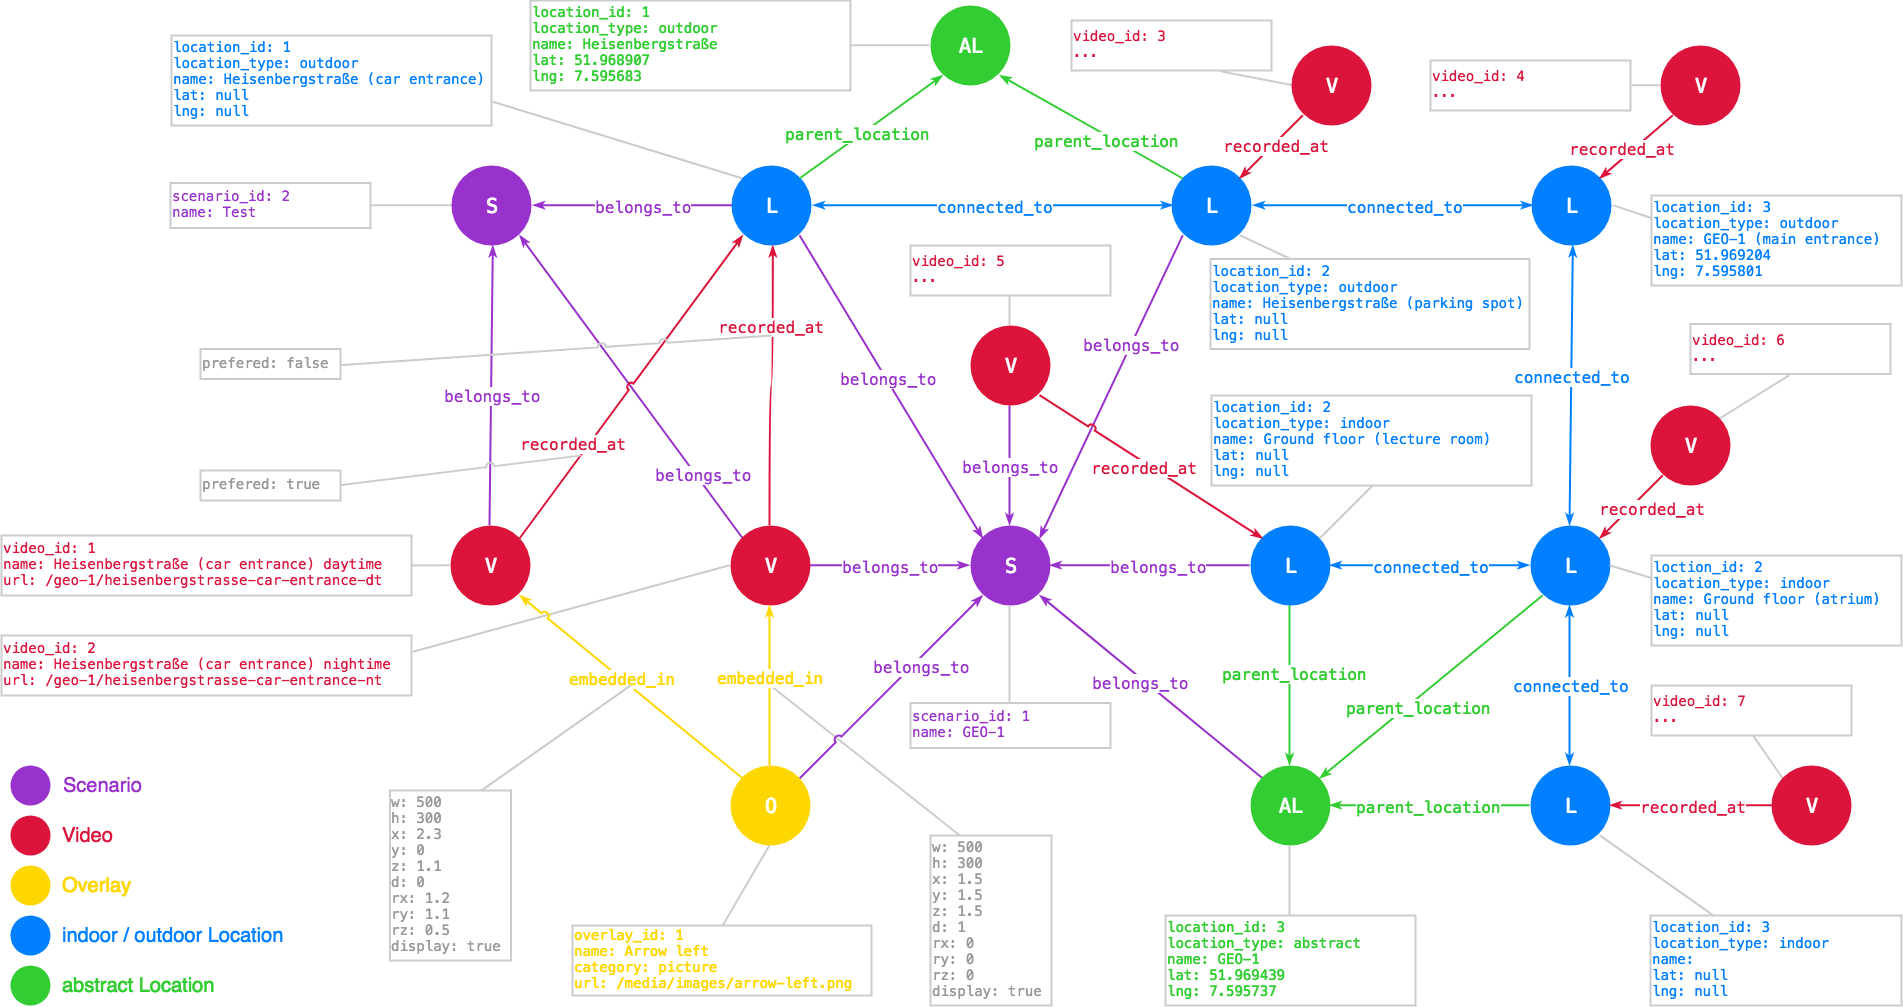 location_id: 1
location_type: outdoor
name: Heisenbergstraße
lat: 51.968907
lng: 7.595683
AL
video_id: 3
...
V
video_id: 4
...
V
location_id: 1
location_type: outdoor
name: Heisenbergstraße (car entrance)
lat: null
lng: null
parent_location
parent_location
recorded_at
recorded_at
scenario_id: 2
name: Test
S
belongs_to
L
connected_to
L
connected_to
L
location_id: 3
location_type: outdoor
name: GEO-1 (main entrance)
lat: 51.969204
lng: 7.595801
video_id: 5
...
location_id: 2
location_type: outdoor
name: Heisenbergstraße (parking spot)
lat: null
lng: null
prefered: false
recorded_at
belongs_to
V
belongs_to
connected_to
video_id: 6
...
belongs_to
recorded_at
belongs_to
belongs_to
recorded_at
location_id: 2
location_type: indoor
name: Ground floor (lecture room)
lat: null
lng: null
V
recorded_at
prefered: true
video_id: 1
name: Heisenbergstraße (car entrance) daytime
url: /geo-1/heisenbergstrasse-car-entrance-dt
V
V
belongs_to
S
belongs_to
L
connected_to
L
loction_id: 2
location_type: indoor
name: Ground floor (atrium)
lat: null
lng: null
video_id: 2
name: Heisenbergstraße (car entrance) nightime
url: /geo-1/heisenbergstrasse-car-entrance-nt
embedded_in
embedded_in
belongs_to
belongs_to
parent_location
parent_location
connected_to
scenario_id: 1
name: GEO-1
video_id: 7
...
Scenario
Video
Overlay
indoor / outdoor Location
abstract Location
w: 500
h: 300
x: 2.3
y: 0
z: 1.1
d: 0
rx: 1.2
ry: 1.1
rz: 0.5
display: true
O
AL
parent_location
L
recorded_at
V
w: 500
h: 300
x: 1.5
y: 1.5
z: 1.5
d: 1
rx: 0
ry: 0
rz: 0
display: true
overlay_id: 1
name: Arrow left
category: picture
url: /media/images/arrow-left.png
location_id: 3
location_type: abstract
name: GEO-1
lat: 51.969439
lng: 7.595737
location_id: 3
location_type: indoor
name:
lat: null
lng: null